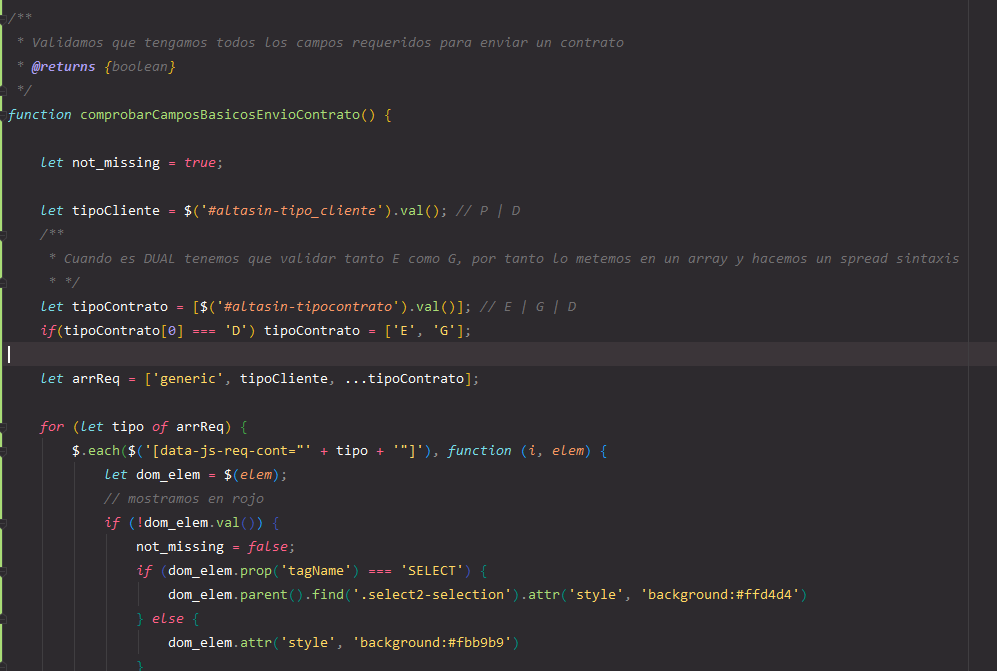 /**
 * Validamos que tengamos todos los campos requeridos para enviar un contrato
 * @returns {boolean}
 */
function comprobarCamposBasicosEnvioContrato() {
    let not_missing = true;
    let tipoCliente = $('#altasin-tipo_cliente').val(); // P | D
    /**
     * Cuando es DUAL tenemos que validar tanto E como G, por tanto lo metemos en un array y hacemos un spread sintaxis
     * */
    let tipoContrato = [$('#altasin-tipocontrato').val()]; // E | G | D
    if(tipoContrato[0] === 'D') tipoContrato = ['E', 'G'];
    let arrReq = ['generic', tipoCliente, ...tipoContrato];
    for (let tipo of arrReq) {
        $.each($('[data-js-req-cont="' + tipo + '"]'), function (i, elem) {
            let dom_elem = $(elem);
            // mostramos en rojo
            if (!dom_elem.val()) {
                not_missing = false;
                if (dom_elem.prop('tagName') === 'SELECT') {
                    dom_elem.parent().find('.select2-selection').attr('style', 'background:#ffd4d4')
                } else {
                    dom_elem.attr('style', 'background:#fbb9b9')
                }